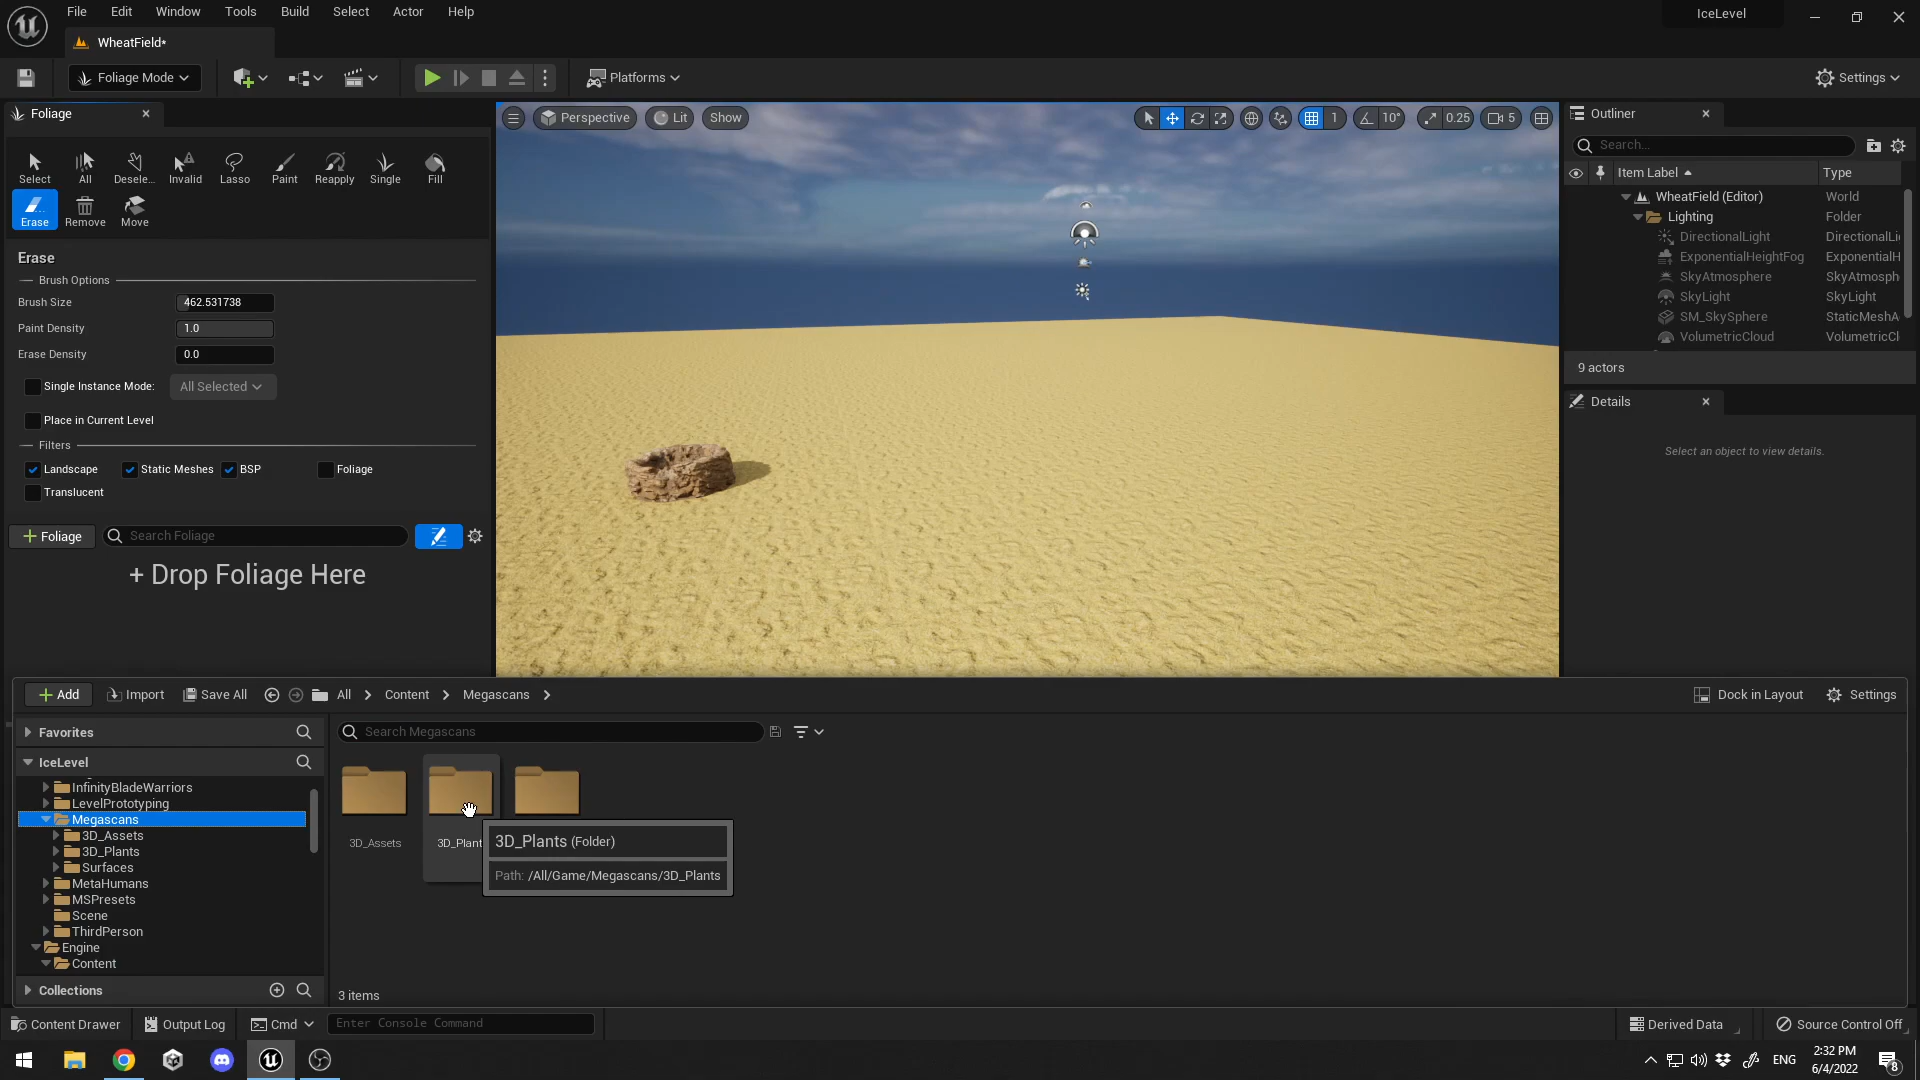 File Edit Window Tools Build Select Actor Help
IceLevel
WheatField*
Foliage Mode
Platforms
Settings
Foliage
Select All Desele... Invalid Lasso Paint Reapply Single Fill
Erase Remove Move
Erase
Brush Options
Brush Size 462.531738
Paint Density 1.0
Erase Density 0.0
Single Instance Mode: All Selected
Place in Current Level
Filters
Landscape Static Meshes BSP Foliage
Translucent
+ Foliage Search Foliage
+ Drop Foliage Here
Perspective Lit Show
1 10° 0.25 5
Outliner
Search...
Item Label Type
WheatField (Editor) World
Lighting Folder
DirectionalLight DirectionalLi
ExponentialHeightFog ExponentialH
SkyAtmosphere SkyAtmosph
SkyLight SkyLight
SM_SkySphere StaticMeshA
VolumetricCloud VolumetricCl
9 actors
Details
Select an object to view details.
+ Add Import Save All All > Content > Megascans >
Dock in Layout Settings
Favorites
Search Megascans
IceLevel
InfinityBladeWarriors
LevelPrototyping
Megascans
3D_Assets
3D_Plants
Surfaces
MetaHumans
MSPresets
Scene
ThirdPerson
Engine
Content
Collections
3D_Assets 3D_Plant
3D_Plants (Folder)
Path: /All/Game/Megascans/3D_Plants
3 items
Content Drawer Output Log Cmd Enter Console Command
Derived Data Source Control Off
ENG
2:32 PM
6/4/2022
8